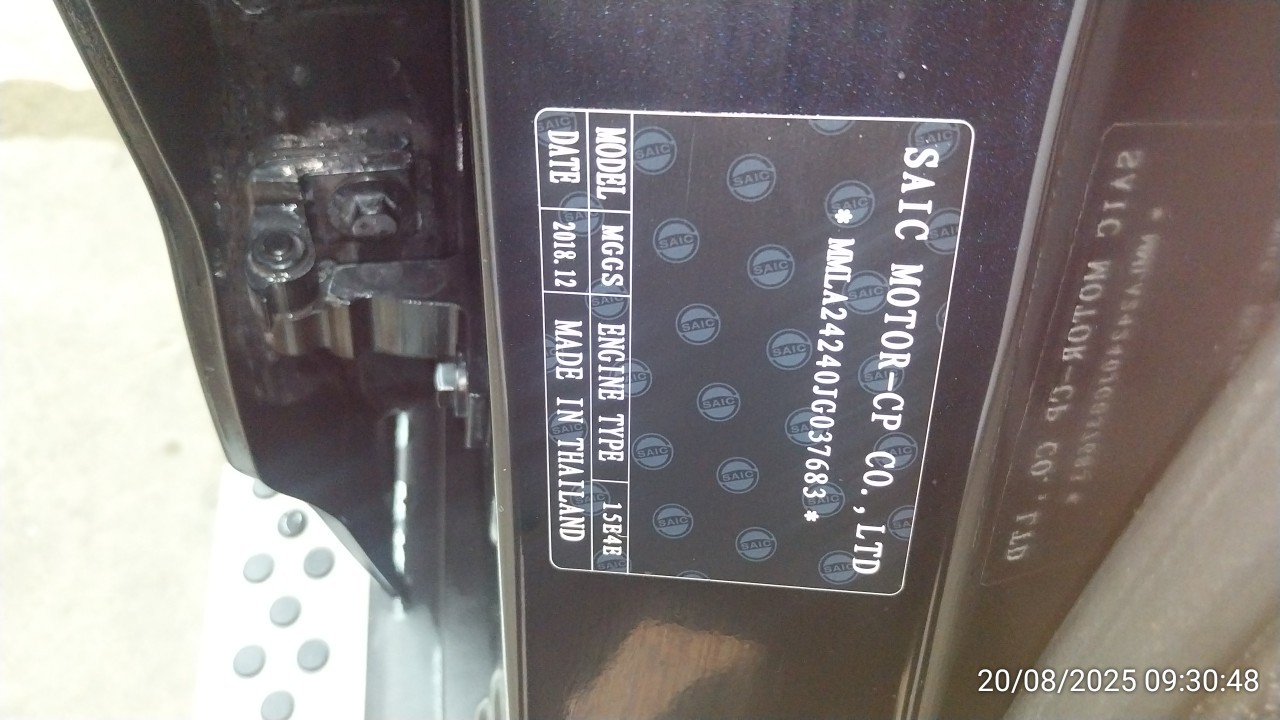 SAIC MOTOR-CP CO.,LTD
* MMLA24240JG037683 *
MODEL MGGS ENGINE TYPE 15E4E
DATE 2018.12 MADE IN THAILAND
20/08/2025 09:30:48